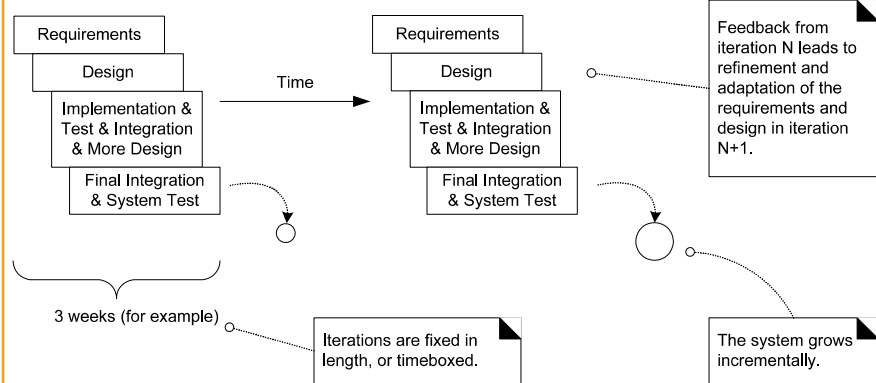 Requirements
Design
Implementation &
Test & Integration
& More Design
Final Integration
& System Test
Time
Requirements
Design
Implementation &
Test & Integration
& More Design
Final Integration
& System Test
Feedback from
iteration N leads to
refinement and
adaptation of the
requirements and
design in iteration
N+1.
3 weeks (for example)
Iterations are fixed in
length, or timeboxed.
The system grows
incrementally.